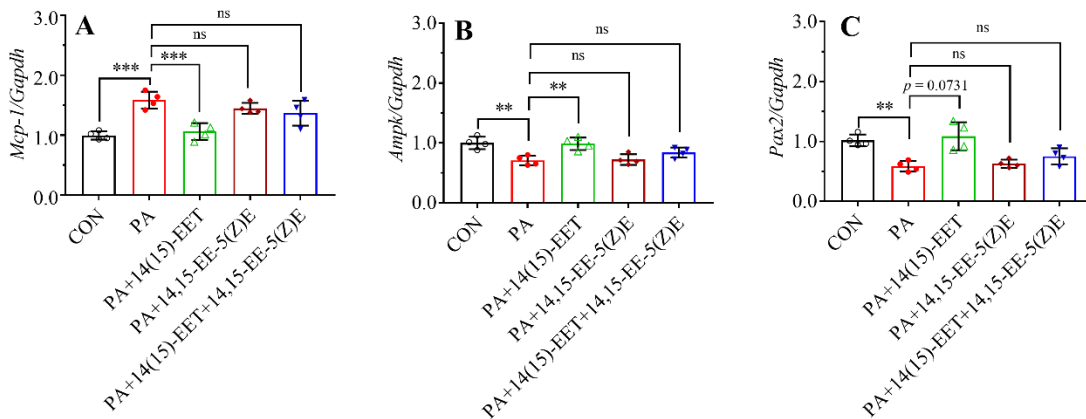 A
ns
ns
***
***
Mcp-1/Gapdh
3.0
2.0
1.0
0.0
CON
PA
PA+14(15)-EET
PA+14,15-EE-5(Z)E
PA+14(15)-EET+14,15-EE-5(Z)E
B
ns
ns
**
**
Ampk/Gapdh
3.0
2.0
1.0
0.0
CON
PA
PA+14(15)-EET
PA+14,15-EE-5(Z)E
PA+14(15)-EET+14,15-EE-5(Z)E
C
ns
ns
p = 0.0731
**
Pax2/Gapdh
3.0
2.0
1.0
0.0
CON
PA
PA+14(15)-EET
PA+14,15-EE-5(Z)E
PA+14(15)-EET+14,15-EE-5(Z)E